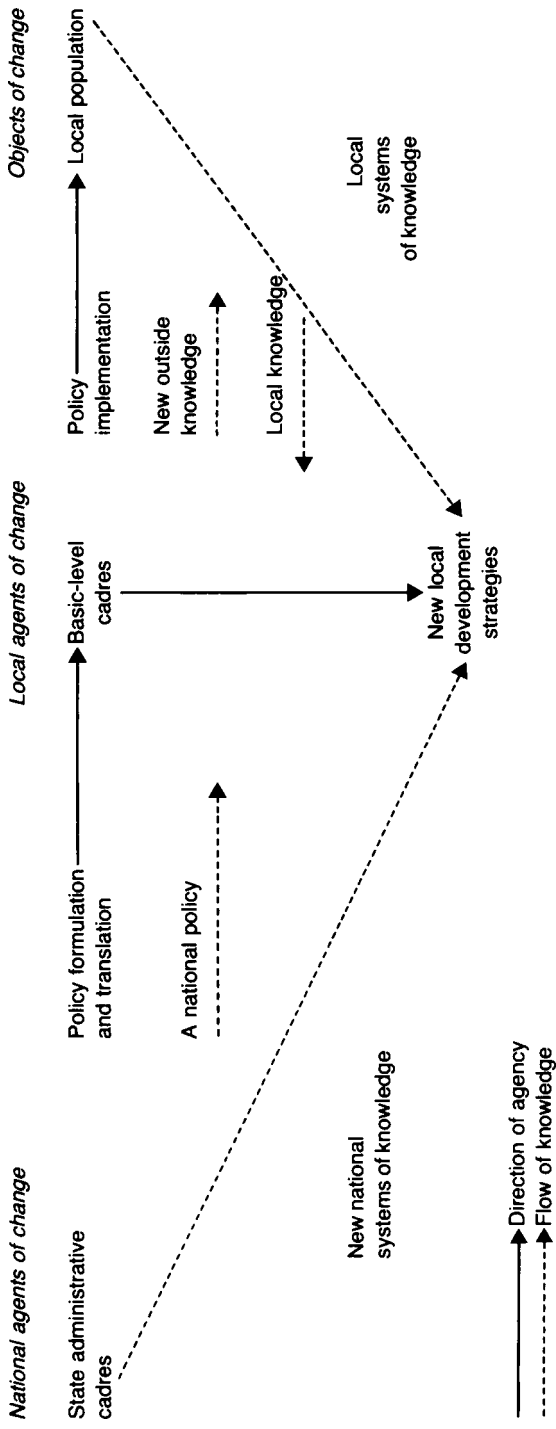 National agents of change
Local agents of change
Objects of change
State administrative
cadres
Policy formulation
and translation
Basic-level
cadres
Policy
implementation
Local population
A national policy
New outside
knowledge
Local knowledge
New national
systems of knowledge
Local
systems
of knowledge
New local
development
strategies
Direction of agency
Flow of knowledge